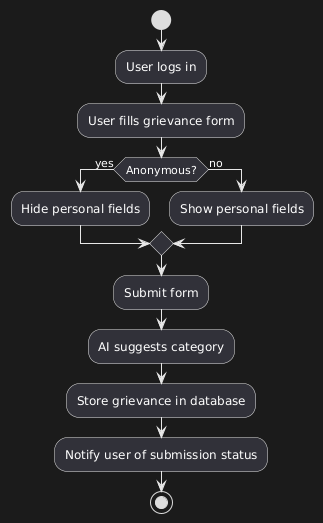 User logs in
User fills grievance form
yes
Anonymous?
no
Hide personal fields
Show personal fields
Submit form
AI suggests category
Store grievance in database
Notify user of submission status